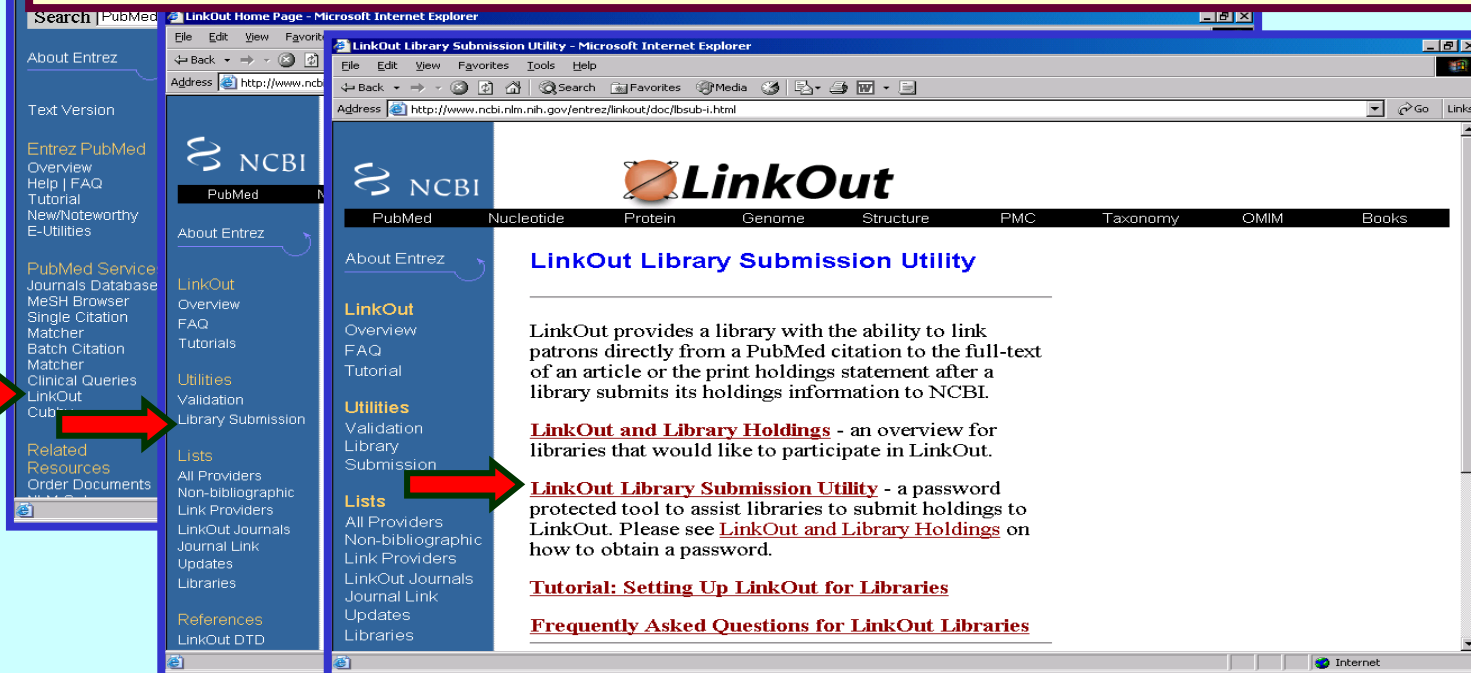 Search PubMed
About Entrez
Text Version
Entrez PubMed
Overview
Help | FAQ
Tutorial
New/Noteworthy
E-Utilities
PubMed Service
Journals Database
MeSH Browser
Single Citation
Matcher
Batch Citation
Matcher
Clinical Queries
LinkOut
Related
Resources
Order Documents
LinkOut Home Page - Microsoft Internet Explorer
File Edit View Favorit
Back
Address http://www.ncb
NCBI
PubMed N
About Entrez
LinkOut
Overview
FAQ
Tutorials
Utilities
Validation
Library Submission
Lists
All Providers
Non-bibliographic
Link Providers
LinkOut Journals
Journal Link
Updates
Libraries
References
LinkOut DTD
LinkOut Library Submission Utility - Microsoft Internet Explorer
File Edit View Favorites Tools Help
Back Search Favorites Media
Address http://www.ncbi.nlm.nih.gov/entrez/linkout/doc/lbsub-i.html Go Links
NCBI
LinkOut
PubMed Nucleotide Protein Genome Structure PMC Taxonomy OMIM Books
About Entrez
LinkOut
Overview
FAQ
Tutorial
Utilities
Validation
Library
Submission
Lists
All Providers
Non-bibliographic
Link Providers
LinkOut Journals
Journal Link
Updates
Libraries
LinkOut Library Submission Utility
LinkOut provides a library with the ability to link
patrons directly from a PubMed citation to the full-text
of an article or the print holdings statement after a
library submits its holdings information to NCBI.
LinkOut and Library Holdings - an overview for
libraries that would like to participate in LinkOut.
LinkOut Library Submission Utility - a password
protected tool to assist libraries to submit holdings to
LinkOut. Please see LinkOut and Library Holdings on
how to obtain a password.
Tutorial: Setting Up LinkOut for Libraries
Frequently Asked Questions for LinkOut Libraries
Internet